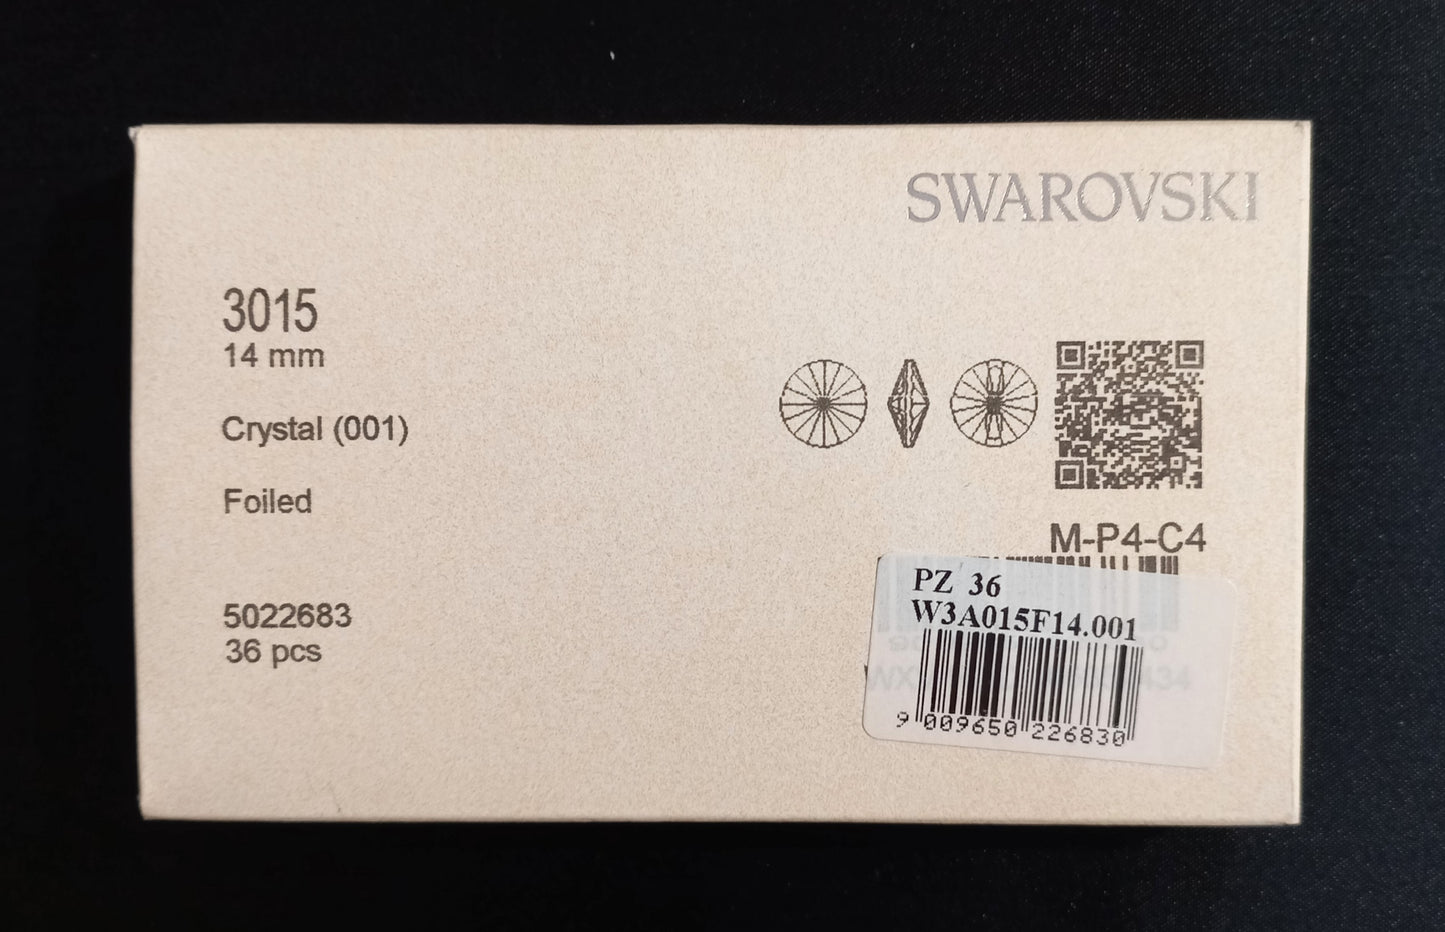 SWAROVSKI
3015
14 mm
Crystal (001)
Foiled
5022683
36 pcs
M-P4-C4
PZ 36
W3A015F14.001
9 009650 226830